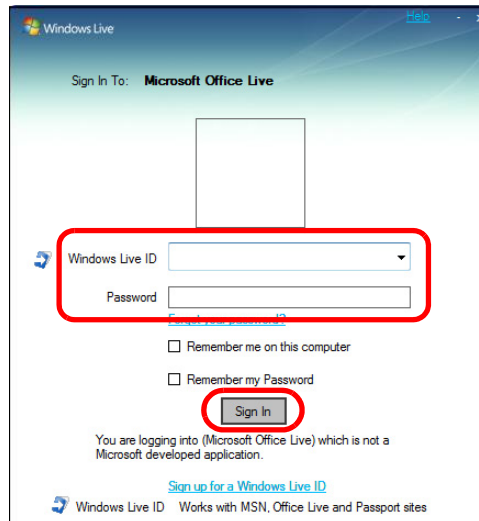 Help
Windows Live
Sign In To: Microsoft Office Live
Windows Live ID
Password
Forgot your password?
Remember me on this computer
Remember my Password
Sign In
You are logging into (Microsoft Office Live) which is not a
Microsoft developed application.
Sign up for a Windows Live ID
Windows Live ID Works with MSN, Office Live and Passport sites